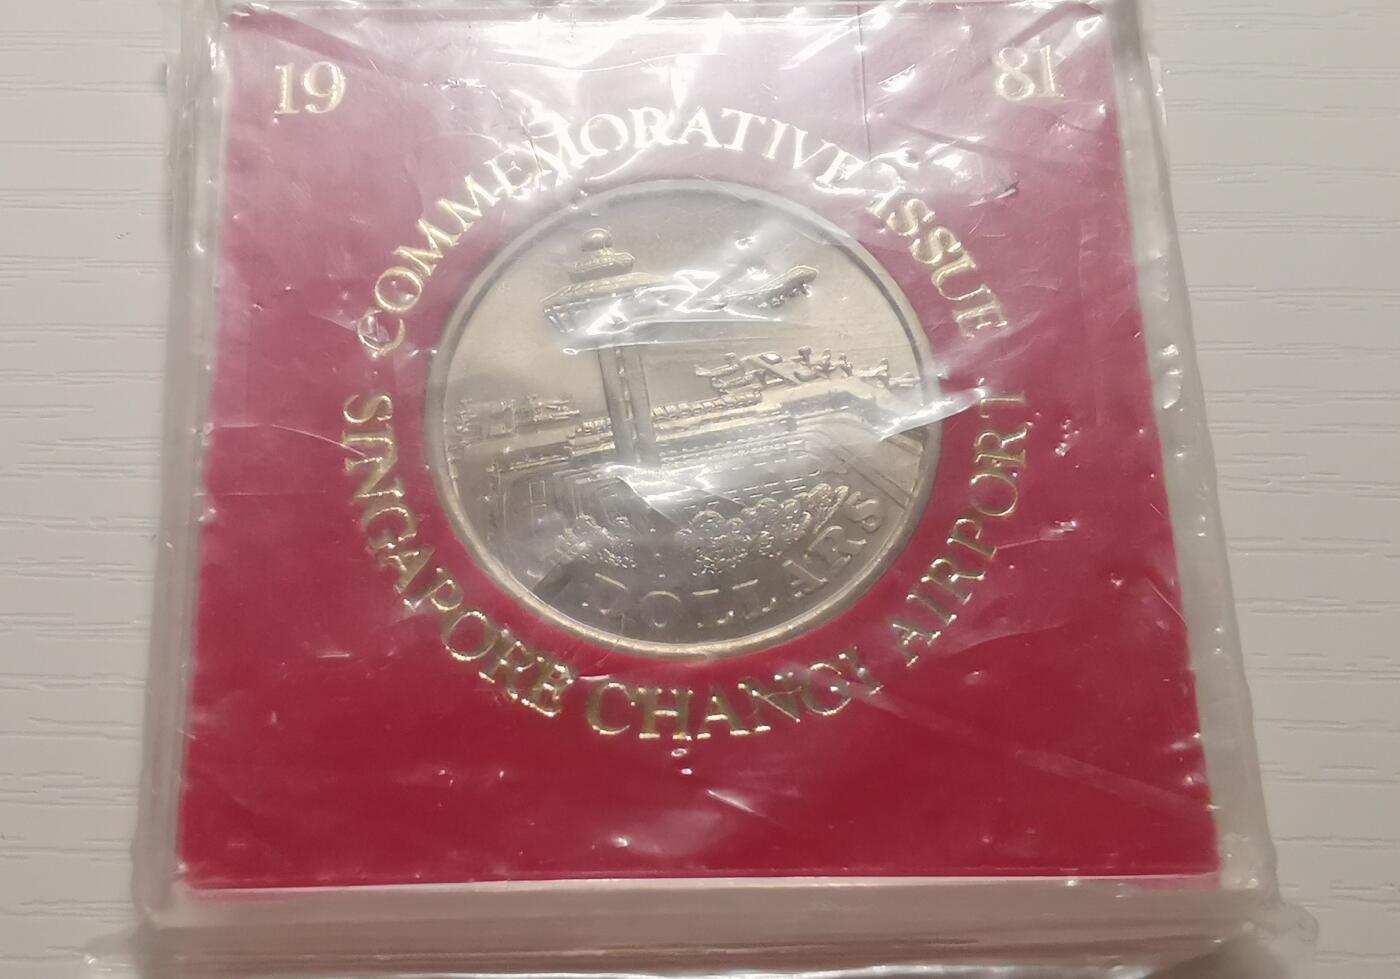 19 81
COMMEMORATIVE ISSUE
SINGAPORE CHANGI AIRPORT
DOLLARS